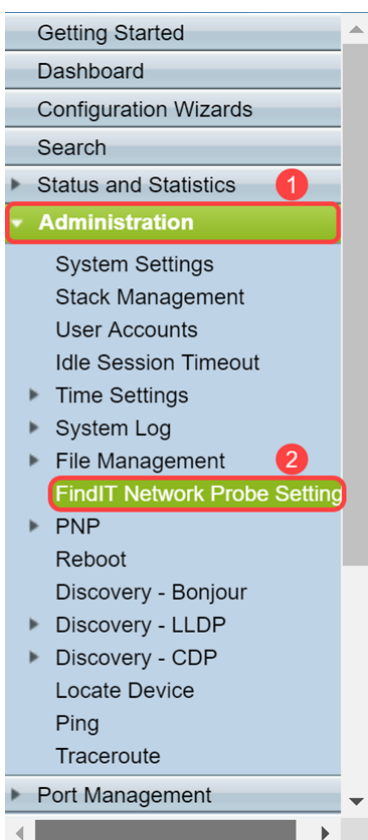 Getting Started
Dashboard
Configuration Wizards
Search
Status and Statistics 1
Administration
System Settings
Stack Management
User Accounts
Idle Session Timeout
Time Settings
System Log
File Management 2
FindIT Network Probe Setting
PNP
Reboot
Discovery - Bonjour
Discovery - LLDP
Discovery - CDP
Locate Device
Ping
Traceroute
Port Management